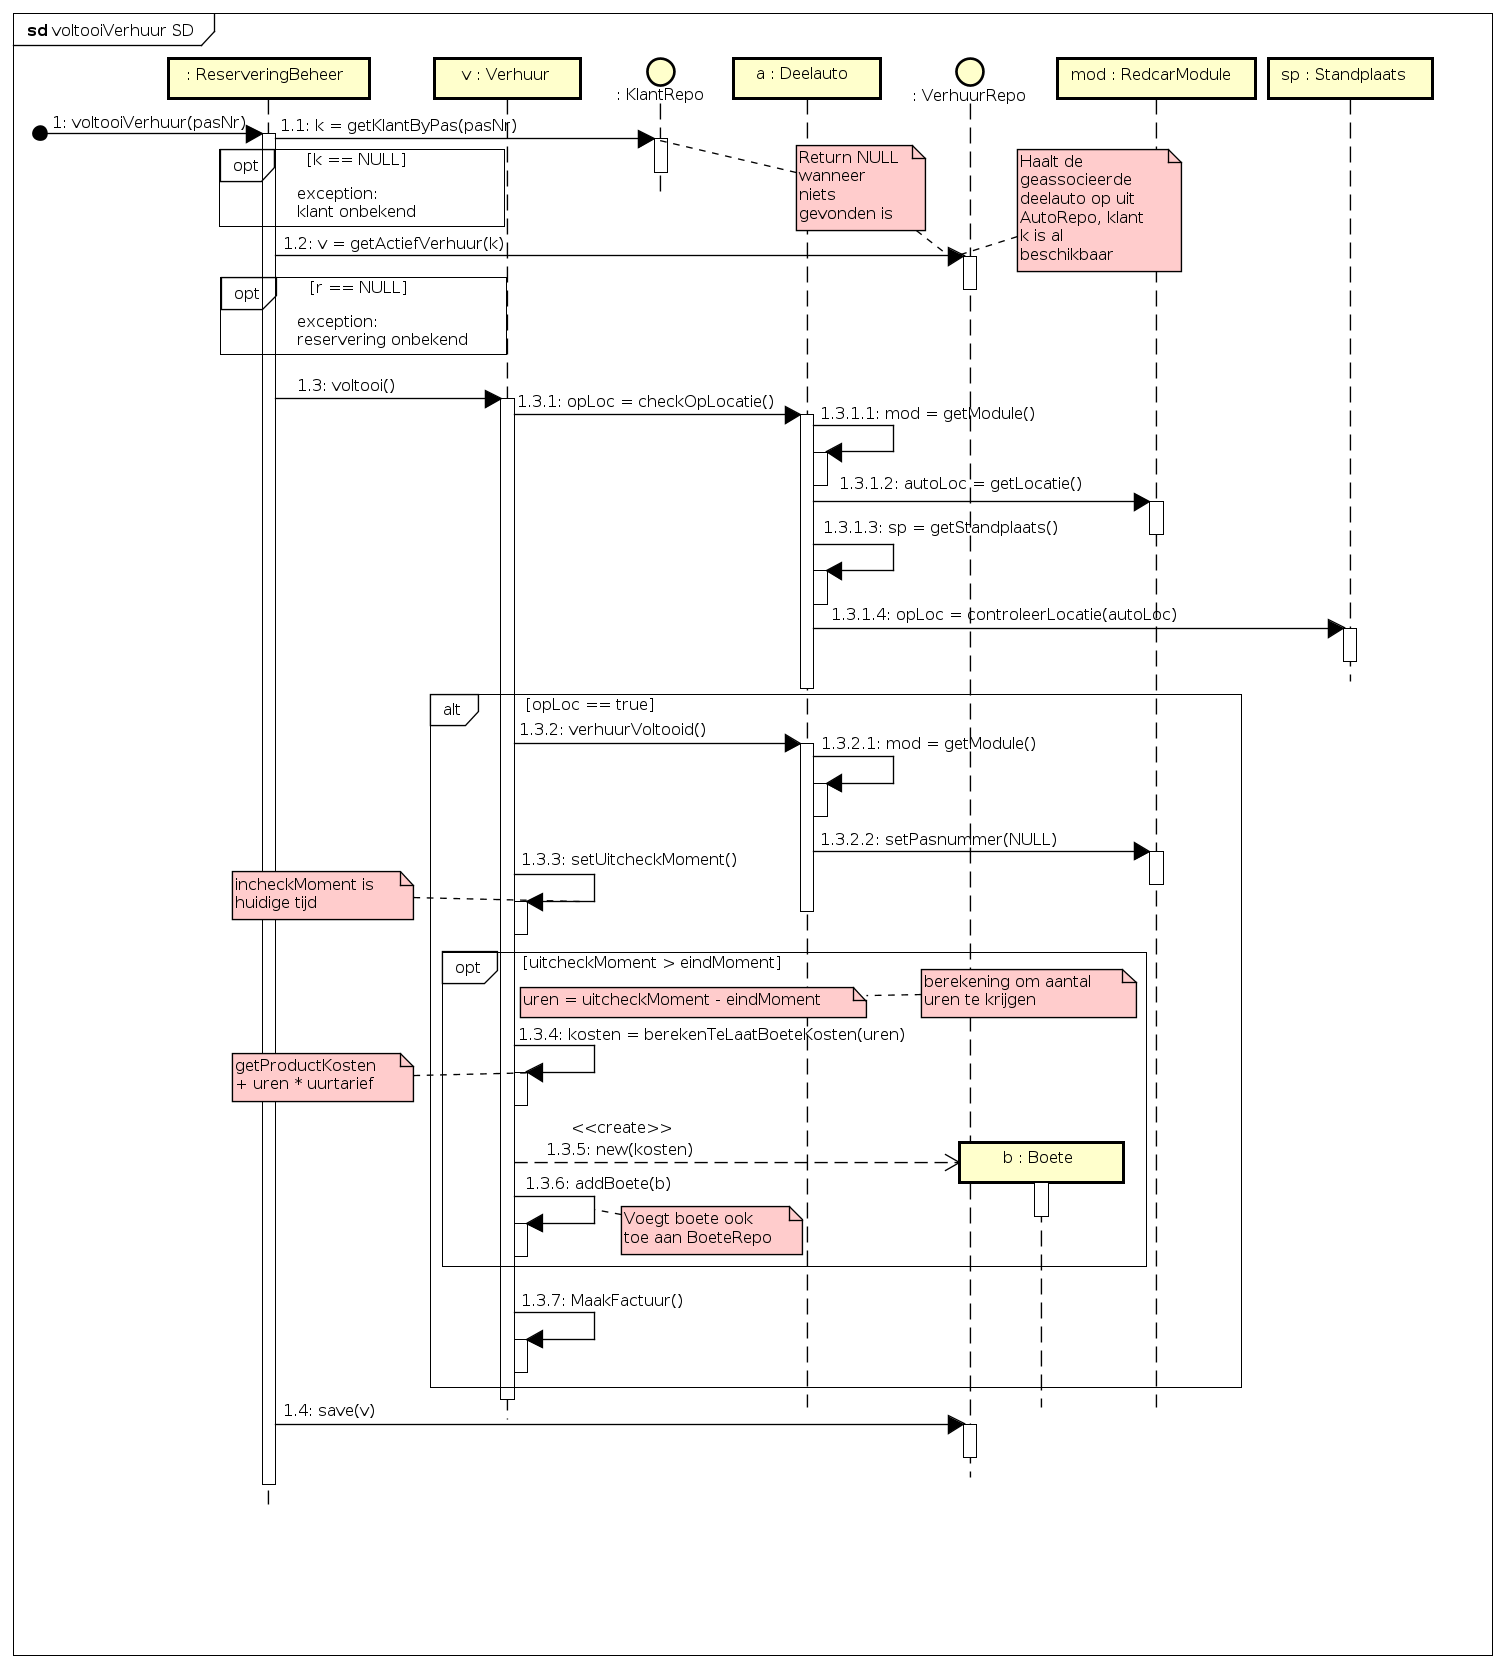 sd voltooiVerhuur SD
: ReserveringBeheer
v : Verhuur
: KlantRepo
a : Deelauto
: VerhuurRepo
mod : RedcarModule
sp : Standplaats
1: voltooiVerhuur(pasNr)
1.1: k = getKlantByPas(pasNr)
opt
[k == NULL]
exception:
klant onbekend
Return NULL
wanneer
niets
gevonden is
Haalt de
geassocieerde
deelauto op uit
AutoRepo, klant
k is al
beschikbaar
1.2: v = getActiefVerhuur(k)
opt
[r == NULL]
exception:
reservering onbekend
1.3: voltooi()
1.3.1: opLoc = checkOpLocatie()
1.3.1.1: mod = getModule()
1.3.1.2: autoLoc = getLocatie()
1.3.1.3: sp = getStandplaats()
1.3.1.4: opLoc = controleerLocatie(autoLoc)
alt
[opLoc == true]
1.3.2: verhuurVoltooid()
1.3.2.1: mod = getModule()
1.3.2.2: setPasnummer(NULL)
1.3.3: setUitcheckMoment()
incheckMoment is
huidige tijd
opt
[uitcheckMoment > eindMoment]
uren = uitcheckMoment - eindMoment
berekening om aantal
uren te krijgen
1.3.4: kosten = berekenTeLaatBoeteKosten(uren)
getProductKosten
+ uren * uurtarief
<<create>>
1.3.5: new(kosten)
b : Boete
1.3.6: addBoete(b)
Voegt boete ook
toe aan BoeteRepo
1.3.7: MaakFactuur()
1.4: save(v)